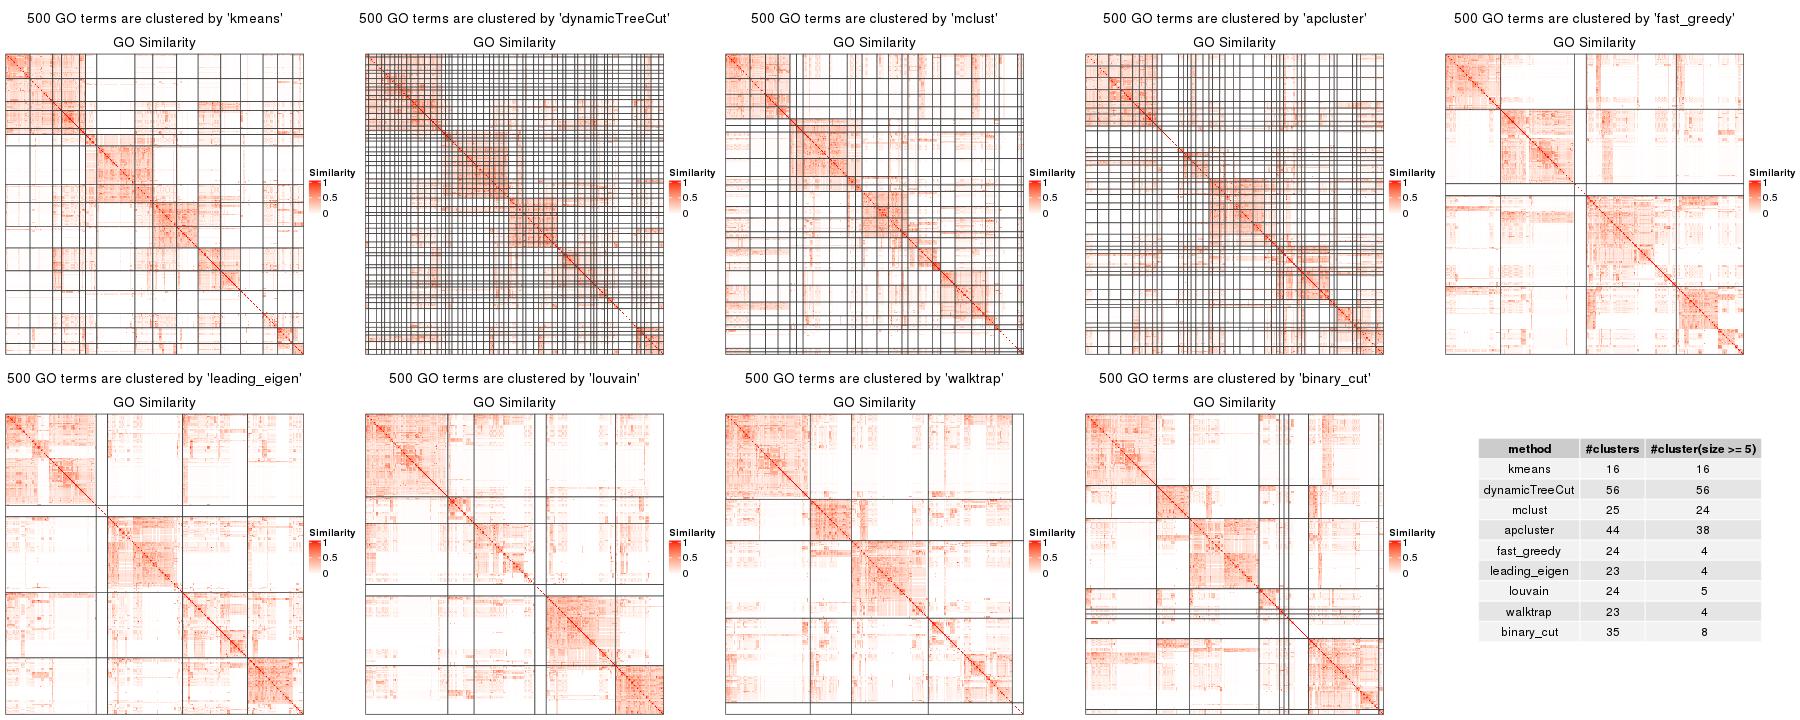 500 GO terms are clustered by 'kmeans'
GO Similarity
Similarity
1
0.5
0
500 GO terms are clustered by 'dynamicTreeCut'
GO Similarity
Similarity
1
0.5
0
500 GO terms are clustered by 'mclust'
GO Similarity
Similarity
1
0.5
0
500 GO terms are clustered by 'apcluster'
GO Similarity
Similarity
1
0.5
0
500 GO terms are clustered by 'fast_greedy'
GO Similarity
Similarity
1
0.5
0
500 GO terms are clustered by 'leading_eigen'
GO Similarity
Similarity
1
0.5
0
500 GO terms are clustered by 'louvain'
GO Similarity
Similarity
1
0.5
0
500 GO terms are clustered by 'walktrap'
GO Similarity
Similarity
1
0.5
0
500 GO terms are clustered by 'binary_cut'
GO Similarity
Similarity
1
0.5
0
method #clusters #cluster(size >= 5)
kmeans 16 16
dynamicTreeCut 56 56
mclust 25 24
apcluster 44 38
fast_greedy 24 4
leading_eigen 23 4
louvain 24 5
walktrap 23 4
binary_cut 35 8